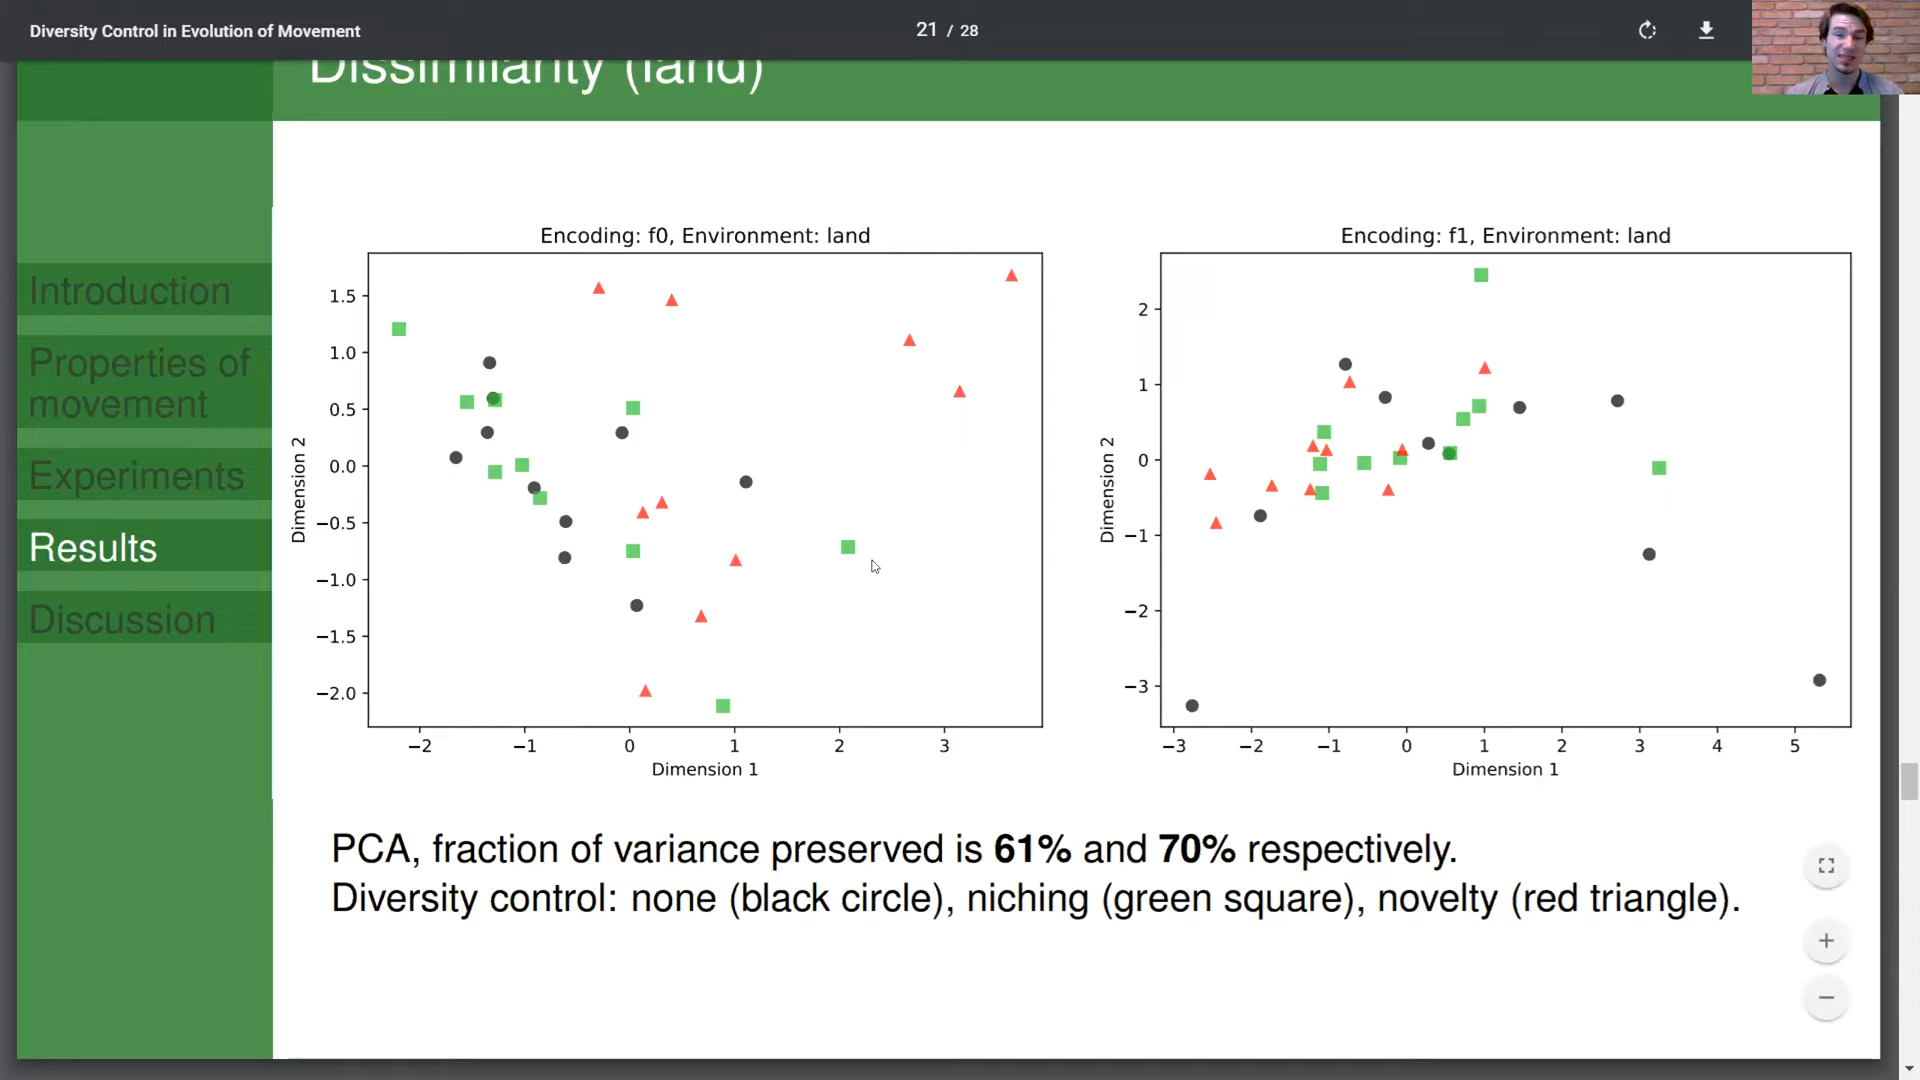 Diversity Control in Evolution of Movement
21 / 28
Dissimilarity (land)
Introduction
Properties of
movement
Experiments
Results
Discussion
Encoding: f0, Environment: land
1.5
1.0
0.5
0.0
−0.5
−1.0
−1.5
−2.0
Dimension 2
−2 −1 0 1 2 3
Dimension 1
Encoding: f1, Environment: land
2
1
0
−1
−2
−3
Dimension 2
−3 −2 −1 0 1 2 3 4 5
Dimension 1
PCA, fraction of variance preserved is 61% and 70% respectively.
Diversity control: none (black circle), niching (green square), novelty (red triangle).